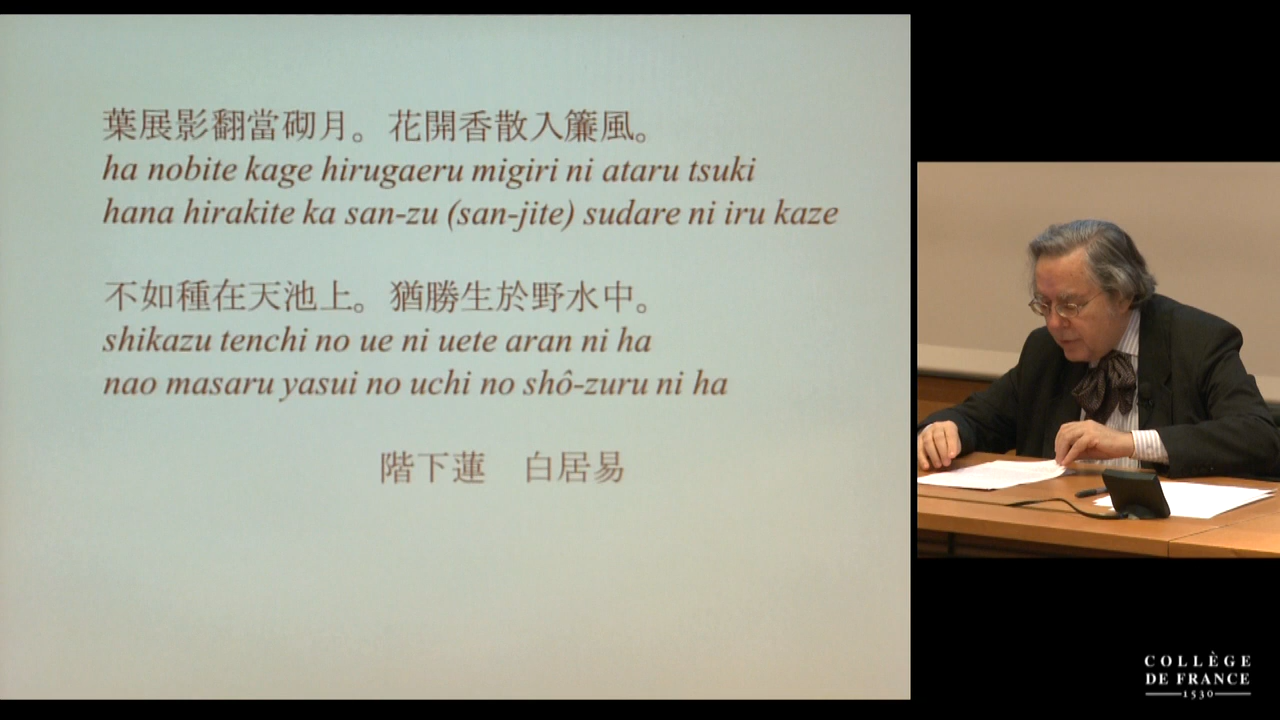 葉展影翻當砌月。花開香散入簾風。
ha nobite kage hirugaeru migiri ni ataru tsuki
hana hirakite ka san-zu (san-jite) sudare ni iru kaze
不如種在天池上。猶勝生於野水中。
shikazu tenchi no ue ni uete aran ni ha
nao masaru yasui no uchi no shô-zuru ni ha
階下蓮 白居易
COLLÈGE
DE FRANCE
1530